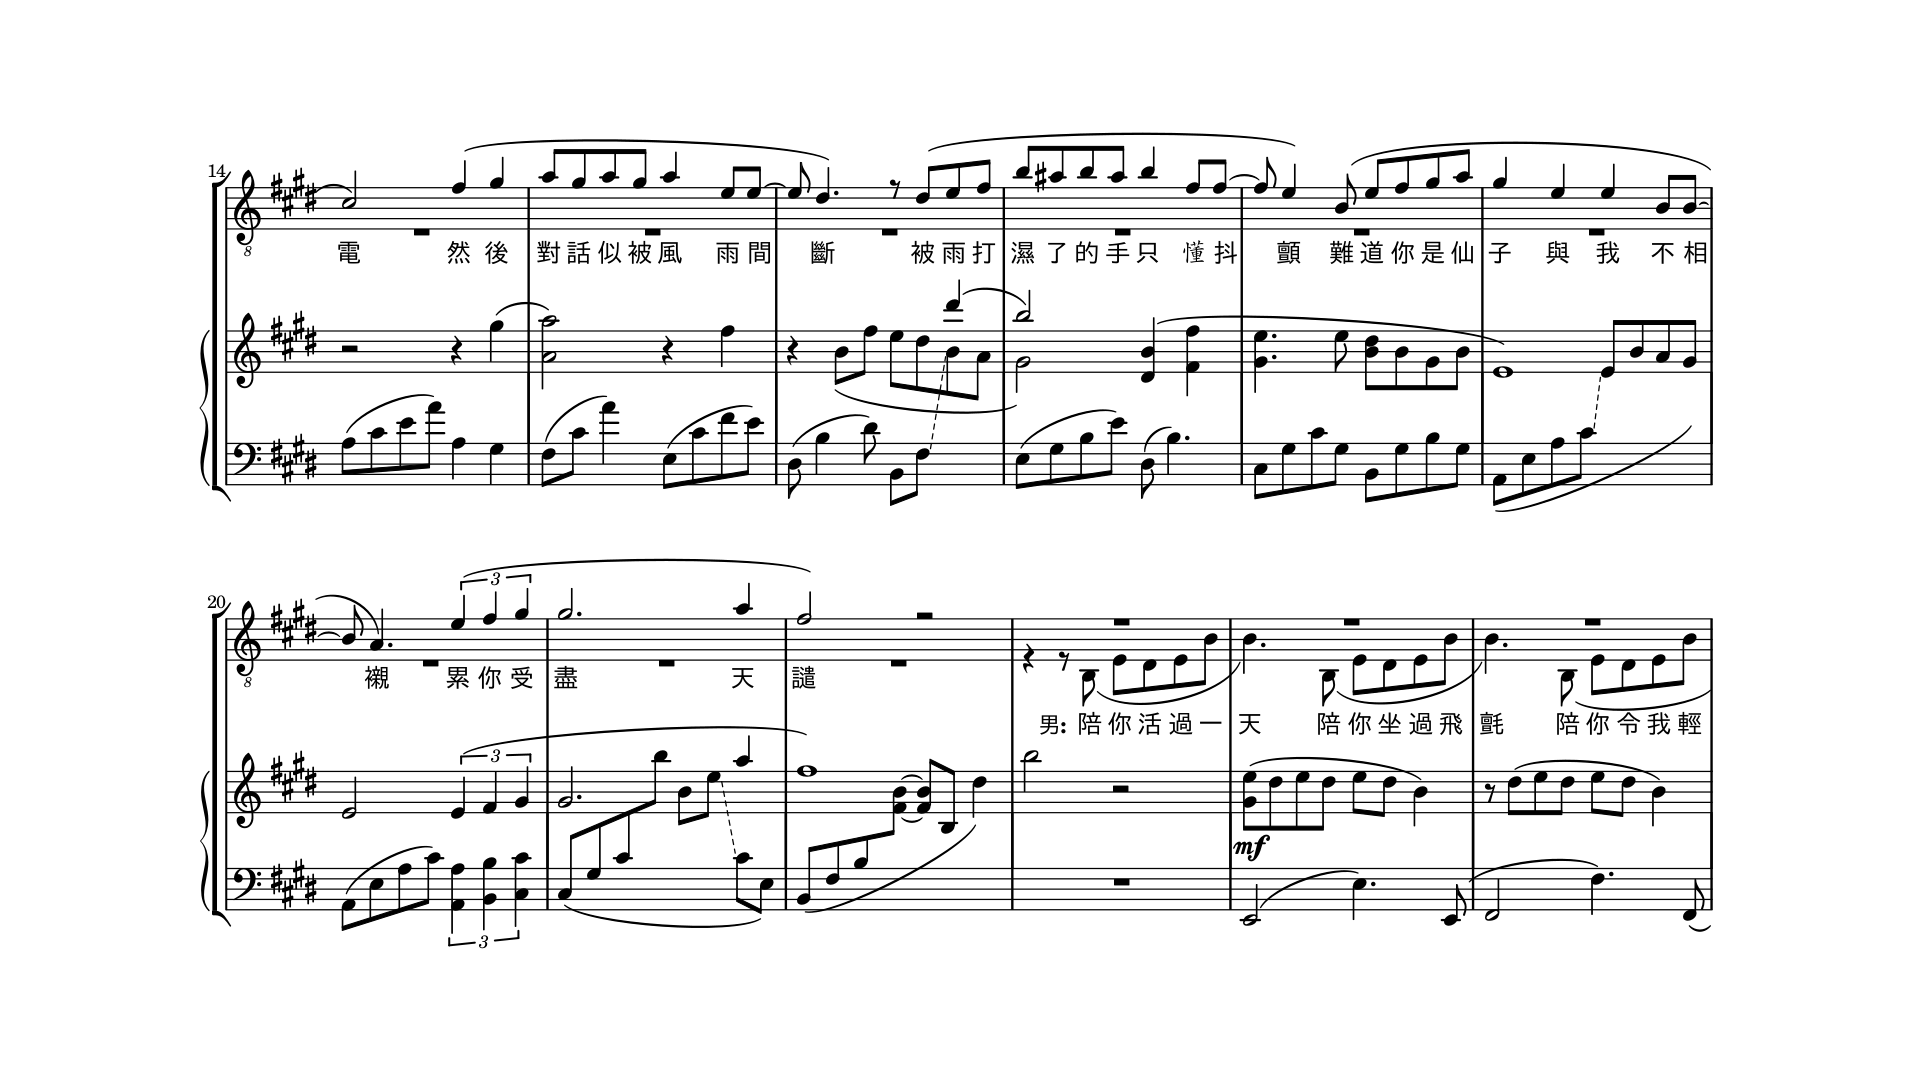 14
電 然 後 對 話 似 被 風 雨 間 斷 被 雨 打 濕 了 的 手 只 懂 抖 顫 難 道 你 是 仙 子 與 我 不 相
8
20
3
襯 累 你 受 盡 天 譴
8
男: 陪 你 活 過 一 天 陪 你 坐 過 飛 氈 陪 你 令 我 輕
3
mf
3